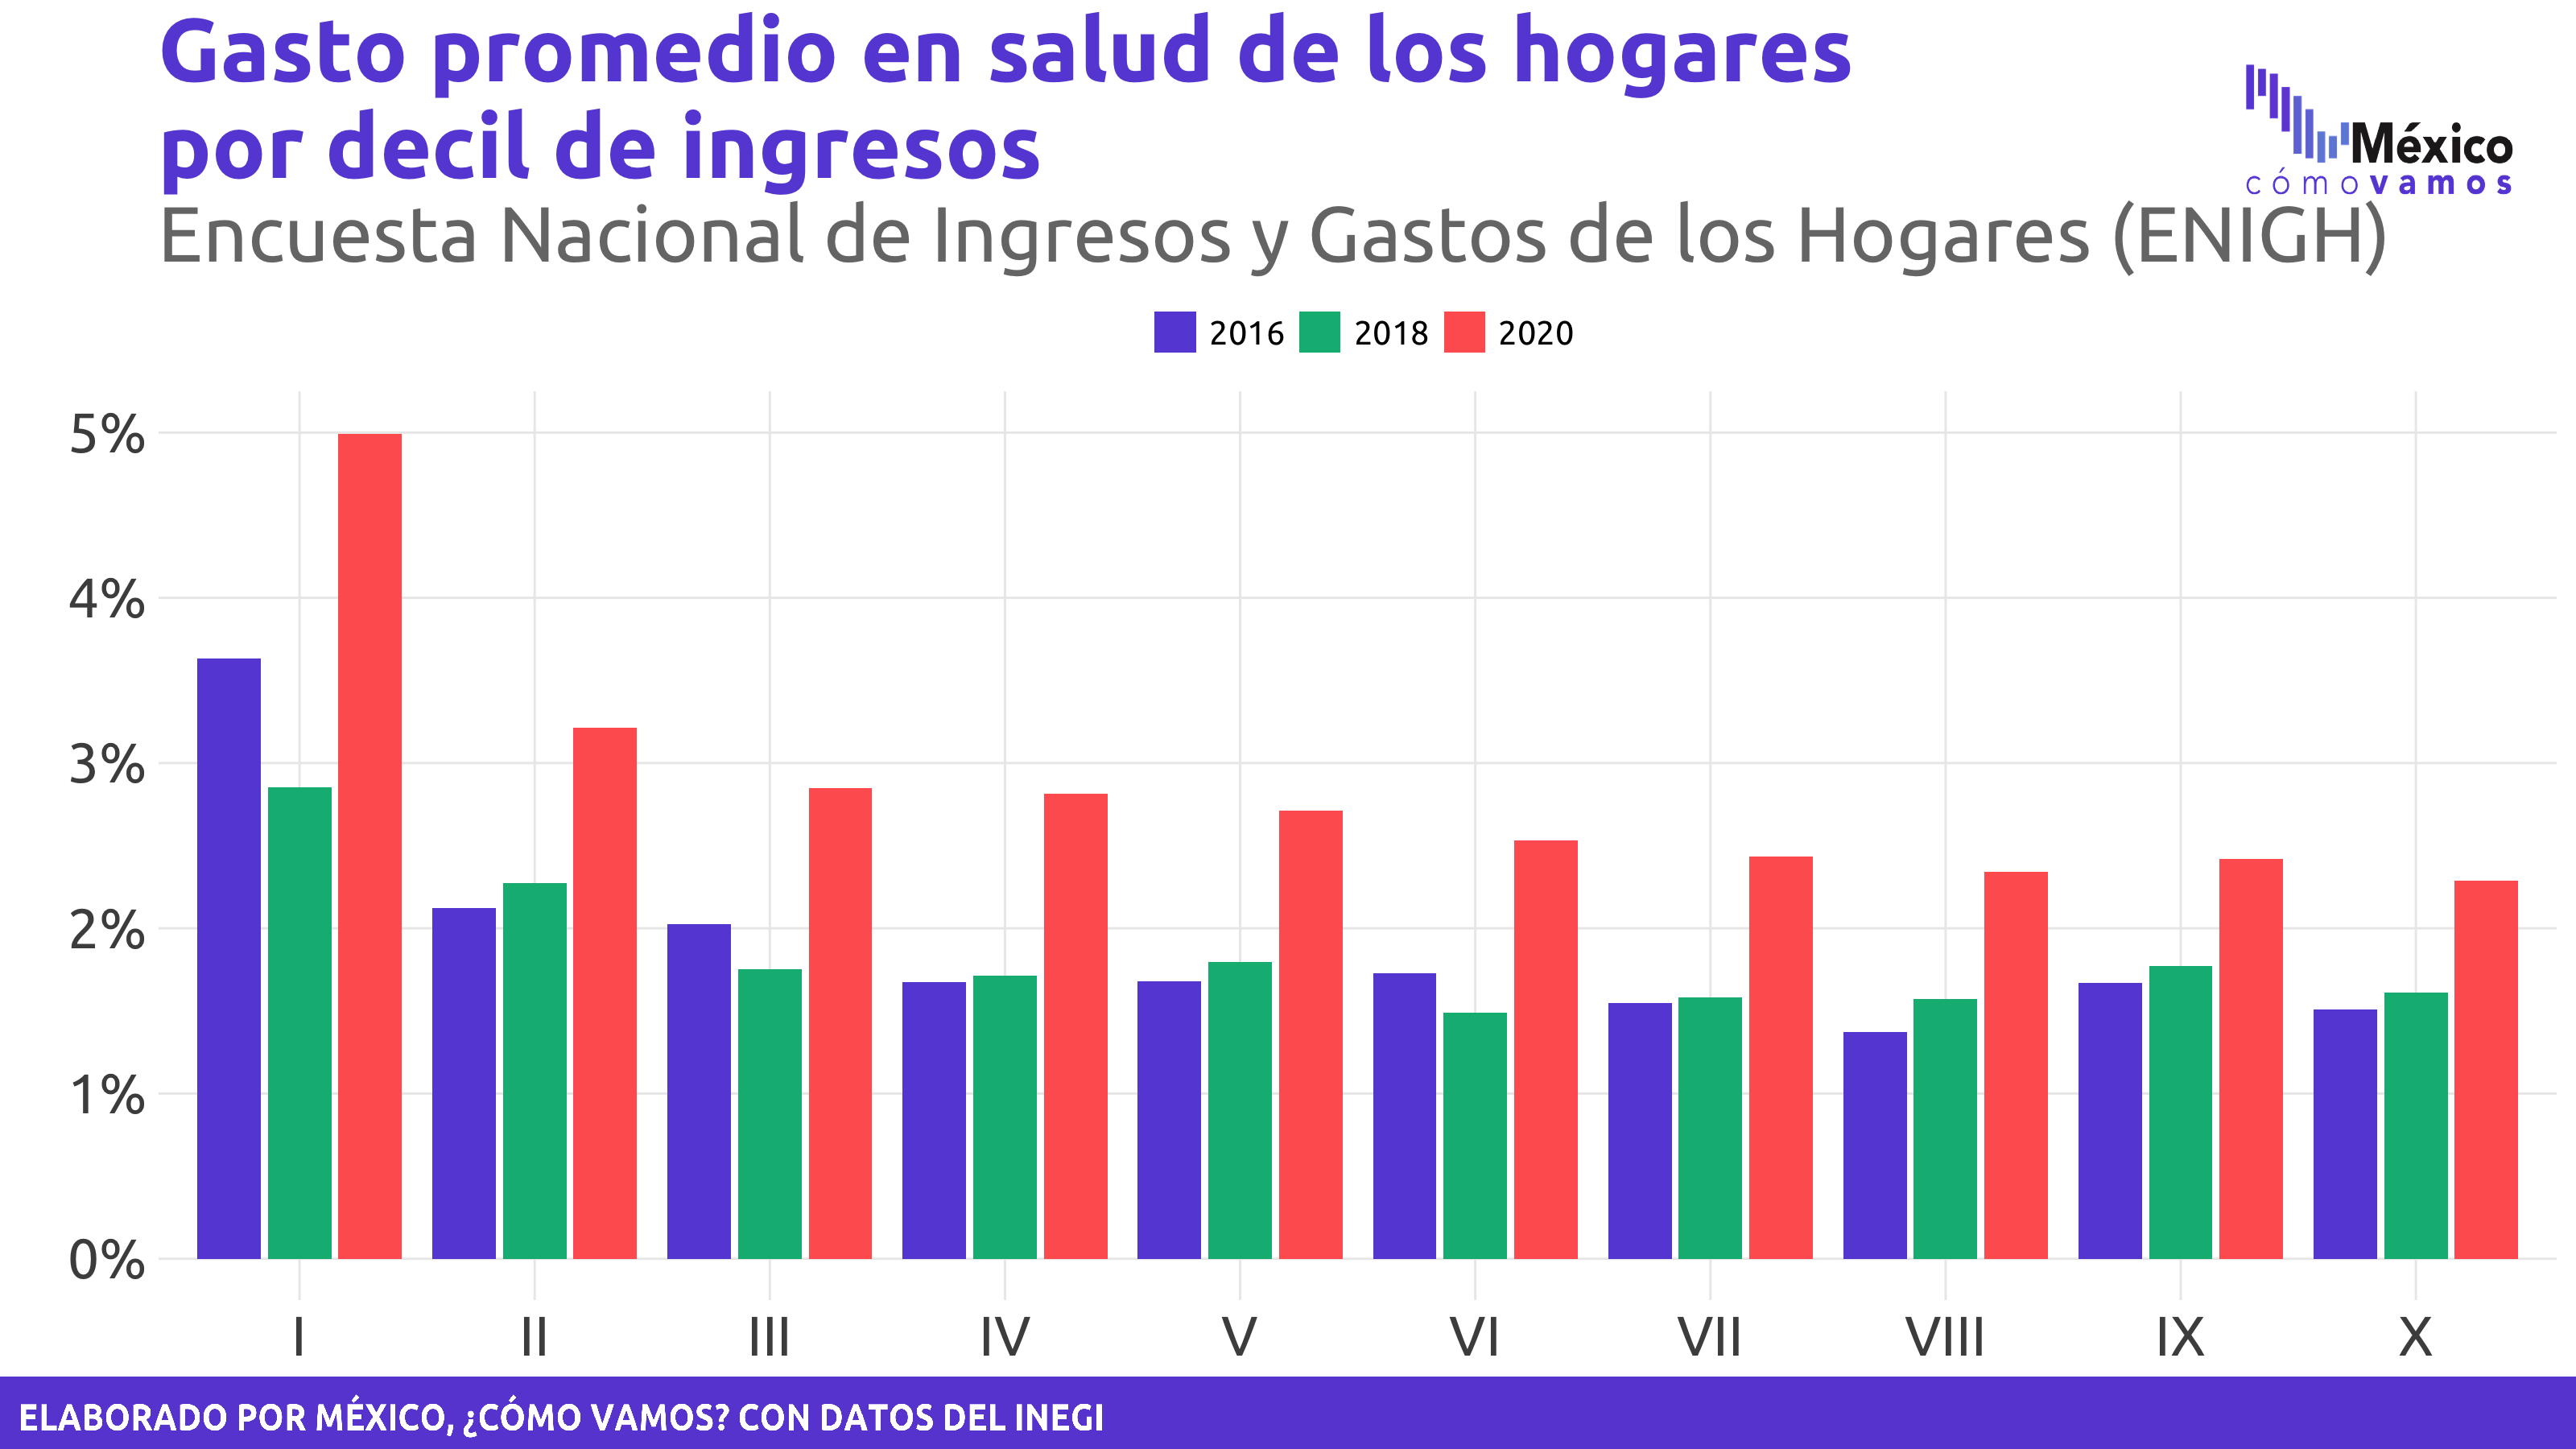 Gasto promedio en salud de los hogares
por decil de ingresos
México
cómovamos
Encuesta Nacional de Ingresos y Gastos de los Hogares (ENIGH)
2016 2018 2020
5%
4%
3%
2%
1%
0%
I II III IV V VI VII VIII IX X
ELABORADO POR MÉXICO, ¿CÓMO VAMOS? CON DATOS DEL INEGI